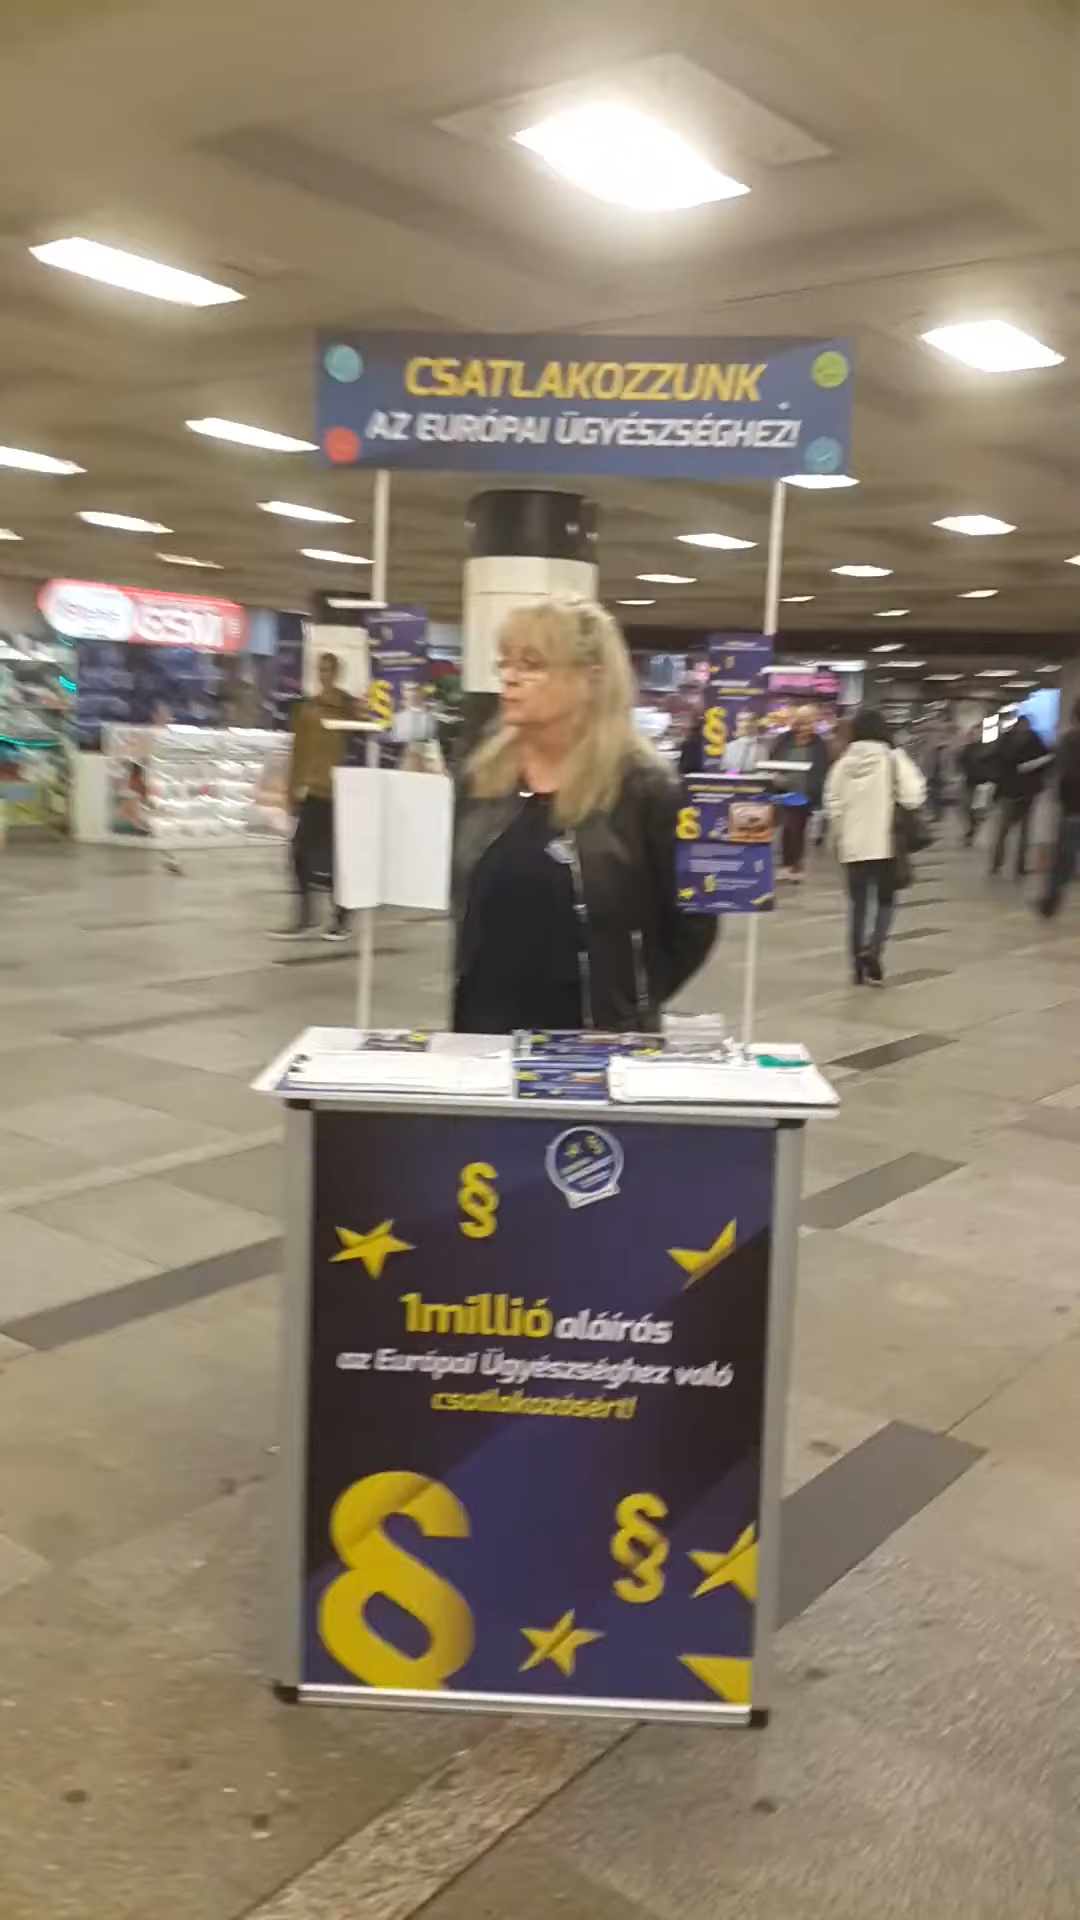 CSATLAKOZZUNK
AZ EURÓPAI ÜGYÉSZSÉGHEZ!
GSM
§
§
§
§
1millió aláírás
az Európai Ügyészséghez való
csatlakozásért!
§
§